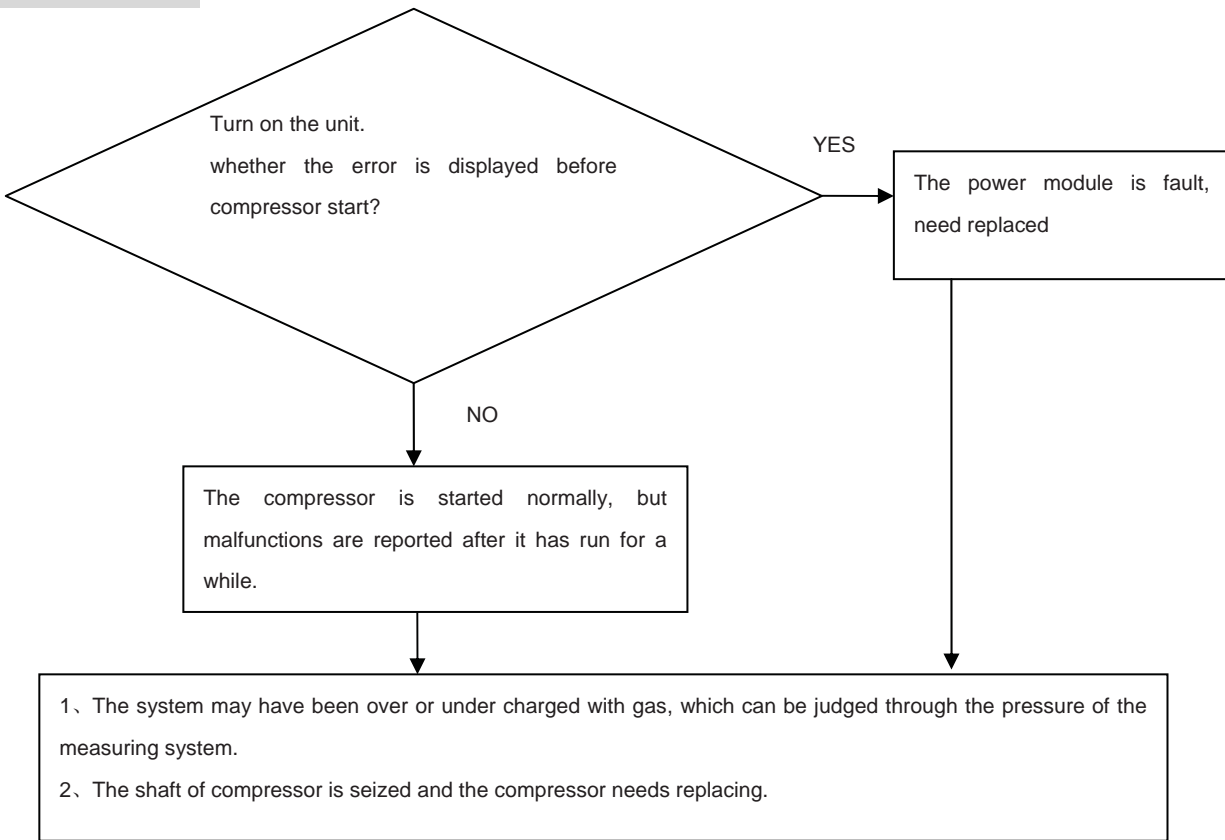 Turn on the unit.
whether the error is displayed before
compressor start?
YES
The power module is fault,
need replaced
NO
The compressor is started normally, but
malfunctions are reported after it has run for a
while.
1、The system may have been over or under charged with gas, which can be judged through the pressure of the
measuring system.
2、The shaft of compressor is seized and the compressor needs replacing.